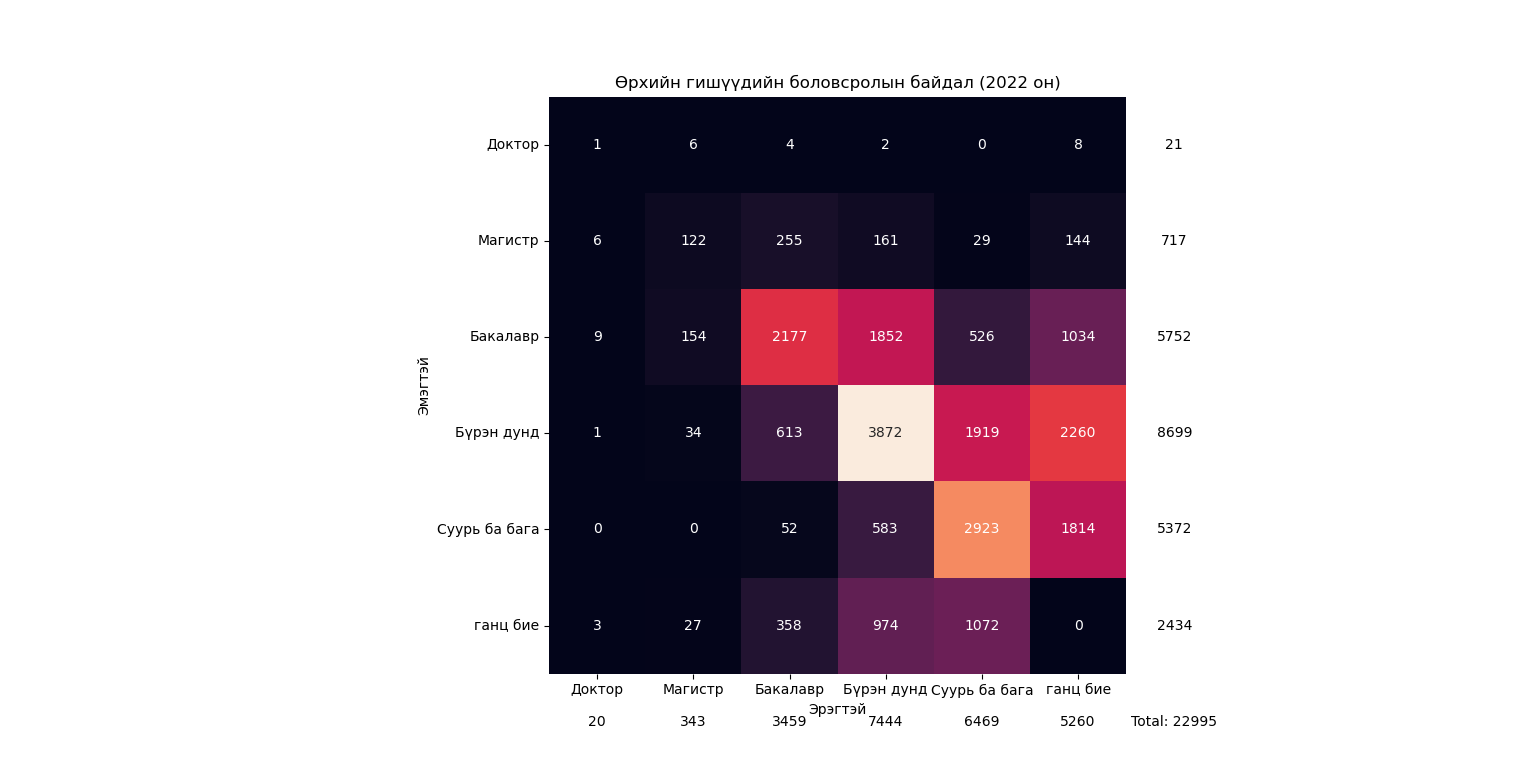 Өрхийн гишүүдийн боловсролын байдал (2022 он)
Доктор 1 6 4 2 0 8 21
Магистр 6 122 255 161 29 144 717
Бакалавр 9 154 2177 1852 526 1034 5752
Эмэгтэй
Бүрэн дунд 1 34 613 3872 1919 2260 8699
Суурь ба бага 0 0 52 583 2923 1814 5372
ганц бие 3 27 358 974 1072 0 2434
Доктор Магистр Бакалавр Бүрэн дунд Суурь ба бага ганц бие
Эрэгтэй
20 343 3459 7444 6469 5260 Total: 22995